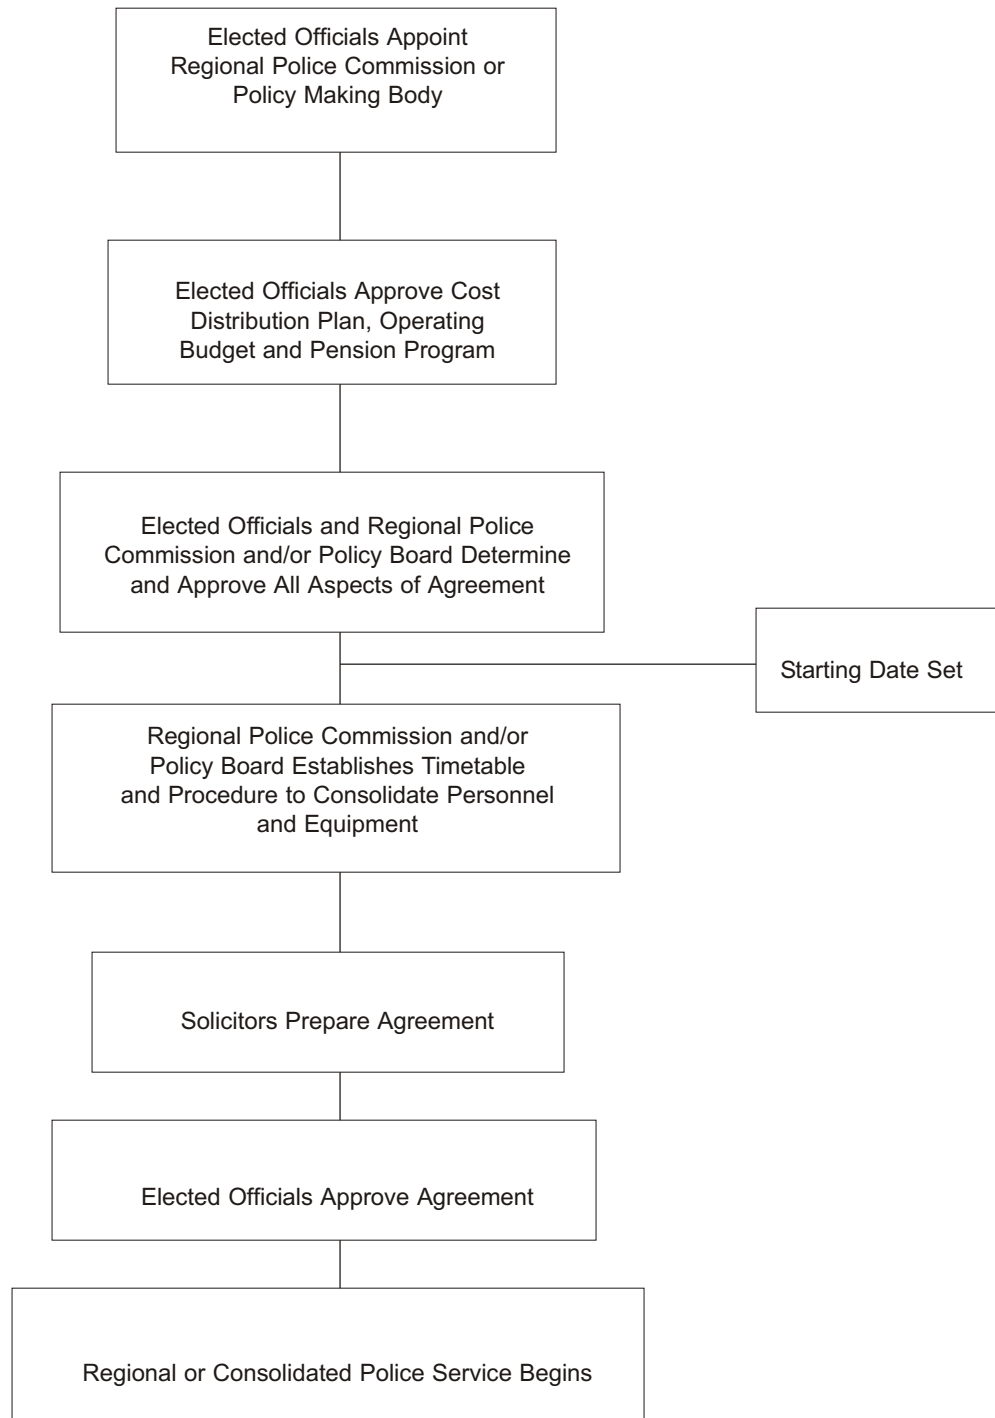 Elected Officials Appoint
Regional Police Commission or
Policy Making Body
Elected Officials Approve Cost
Distribution Plan, Operating
Budget and Pension Program
Elected Officials and Regional Police
Commission and/or Policy Board Determine
and Approve All Aspects of Agreement
Starting Date Set
Regional Police Commission and/or
Policy Board Establishes Timetable
and Procedure to Consolidate Personnel
and Equipment
Solicitors Prepare Agreement
Elected Officials Approve Agreement
Regional or Consolidated Police Service Begins